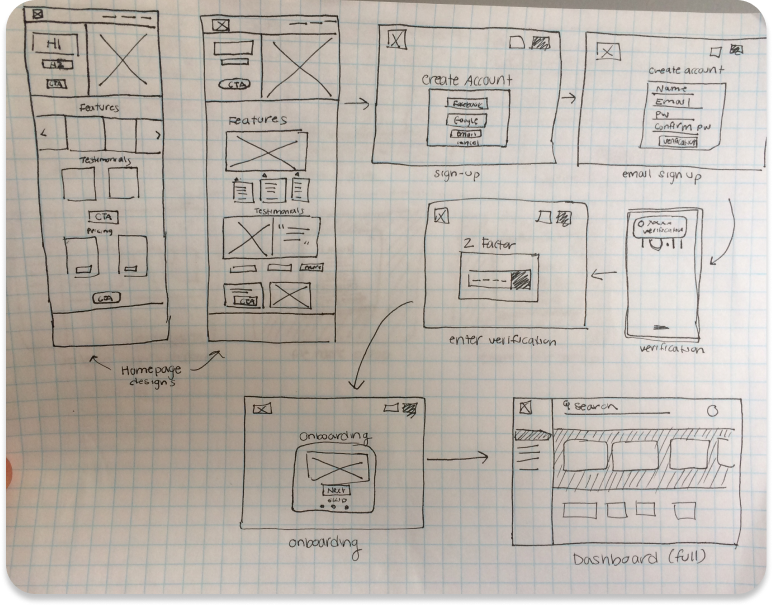 Hi
CTA
Features
Testimonials
CTA
Pricing
CTA
CTA
Features
Testimonials
CTA
Homepage
designs
Create Account
Facebook
Google
Email
sign-up
Create account
Name
Email
PW
Confirm PW
verification
email sign up
verification
verification
2 Factor
enter verification
Onboarding
Next
skip
onboarding
search
Dashboard (full)